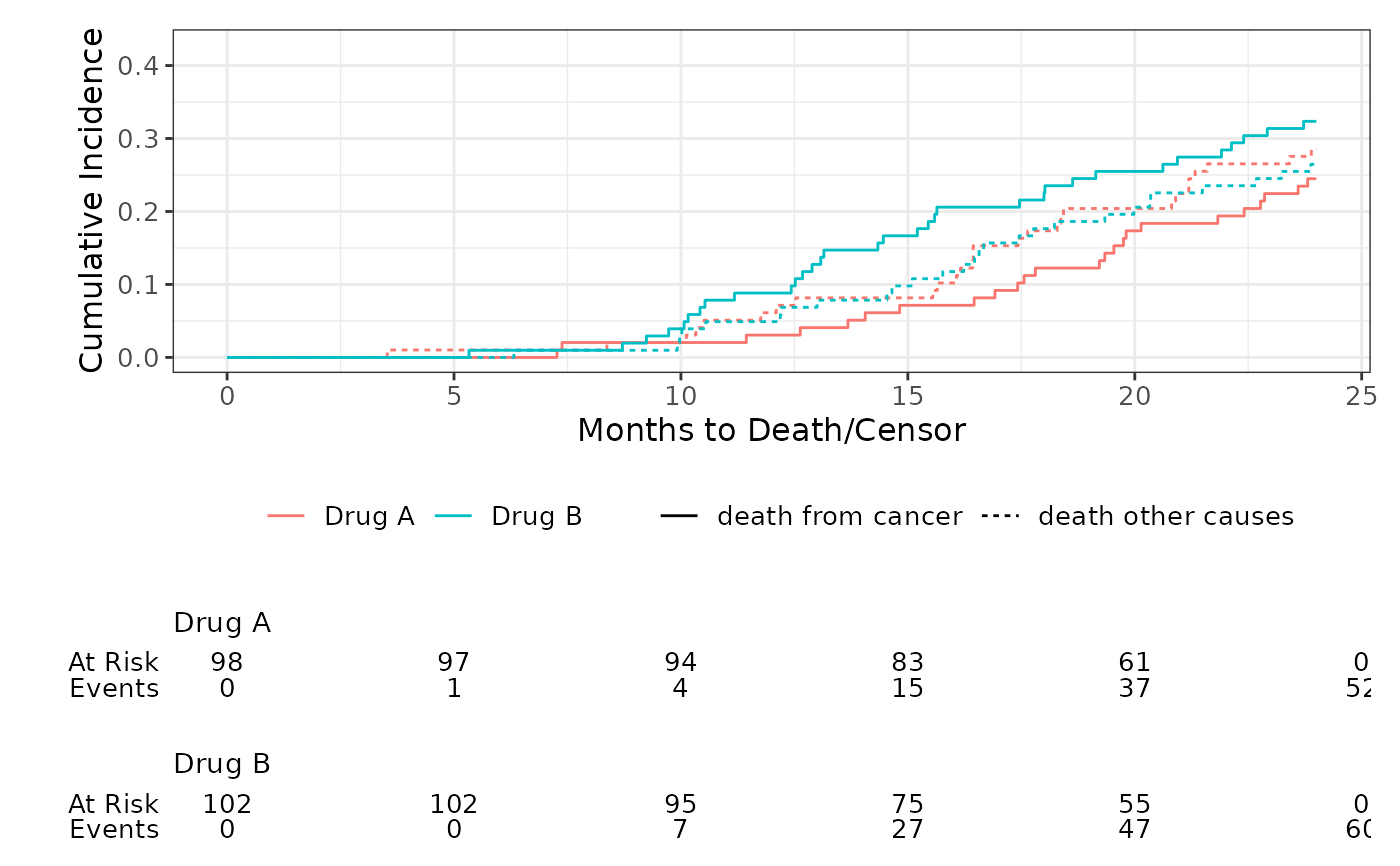 Cumulative Incidence
0.4
0.3
0.2
0.1
0.0
0 5 10 15 20 25
Months to Death/Censor
Drug A Drug B death from cancer death other causes
Drug A
At Risk 98 97 94 83 61 0
Events 0 1 4 15 37 52
Drug B
At Risk 102 102 95 75 55 0
Events 0 0 7 27 47 60